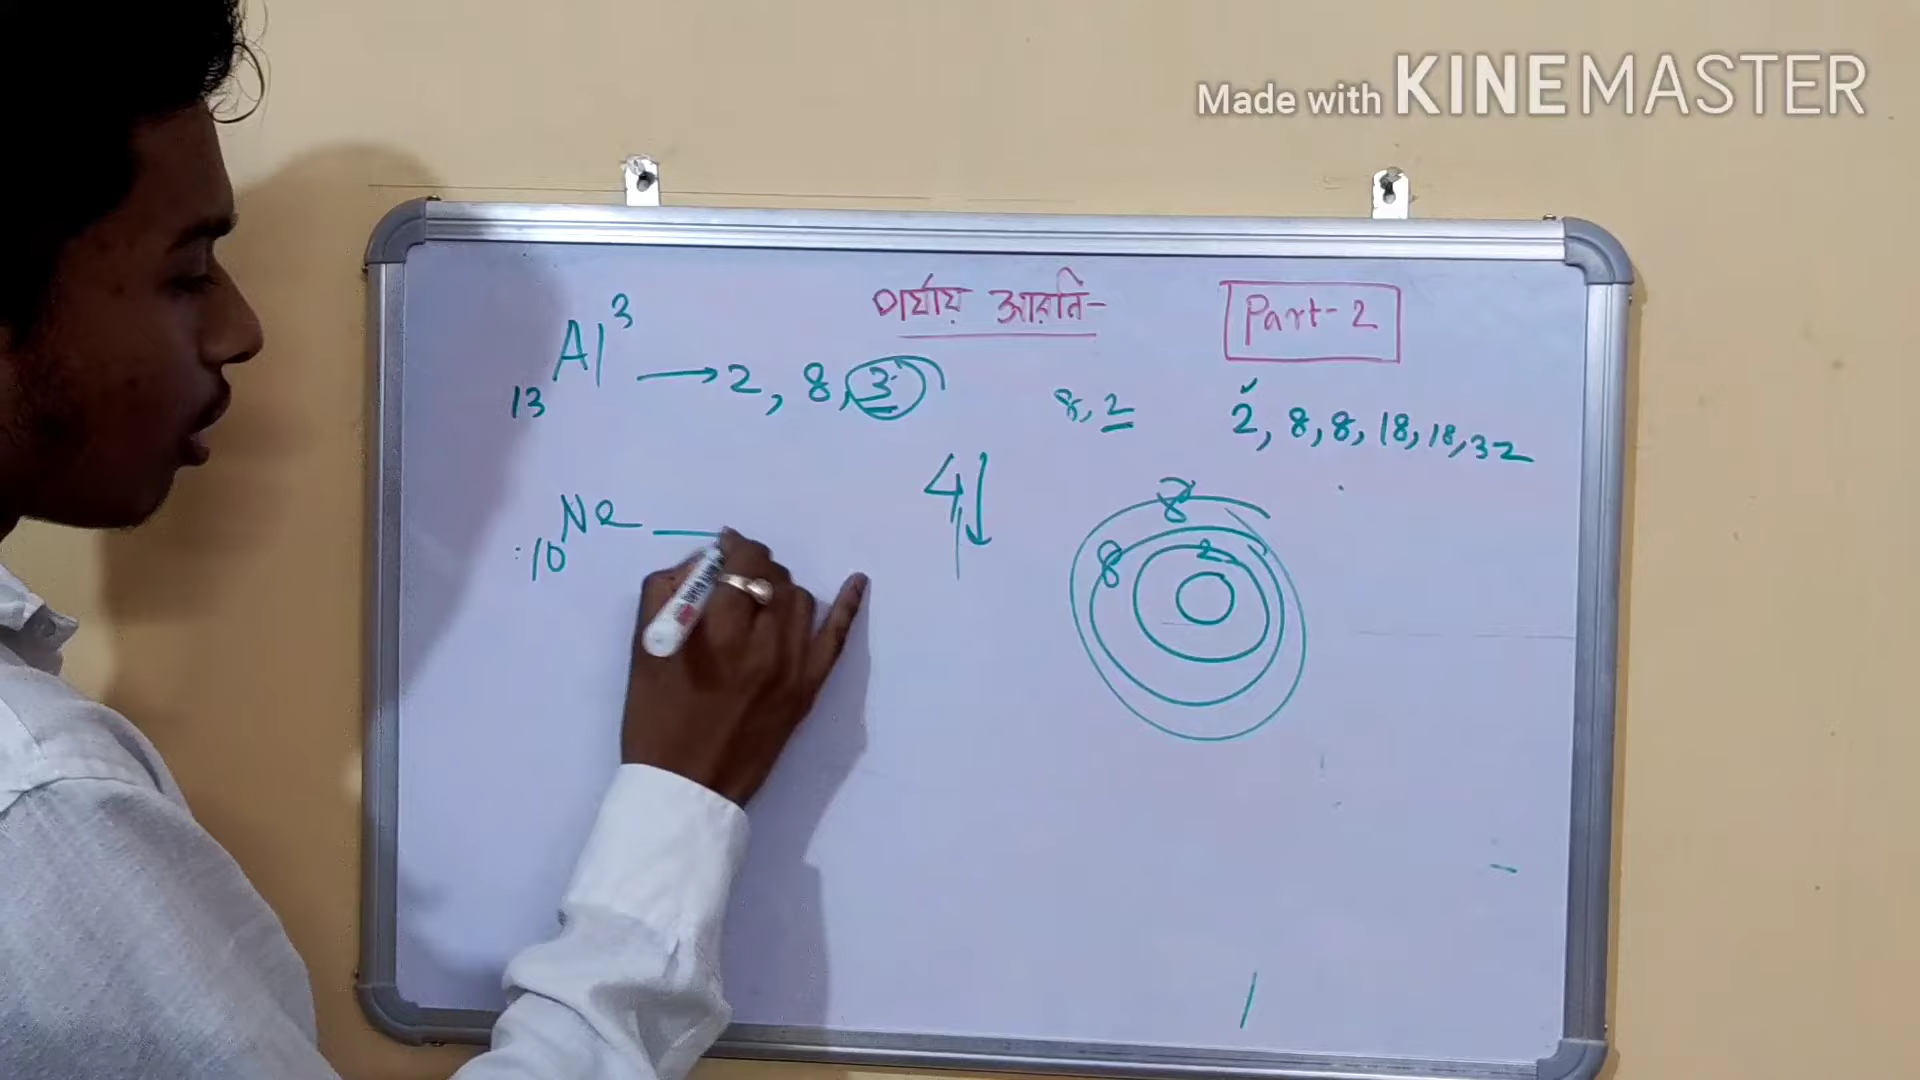 Made with KINEMASTER
পর্যায় সারণি-
Part-2
13Al³ → 2, 8, 3
8, 2
2, 8, 8, 18, 18, 32
4↓
10Ne
8
8
2